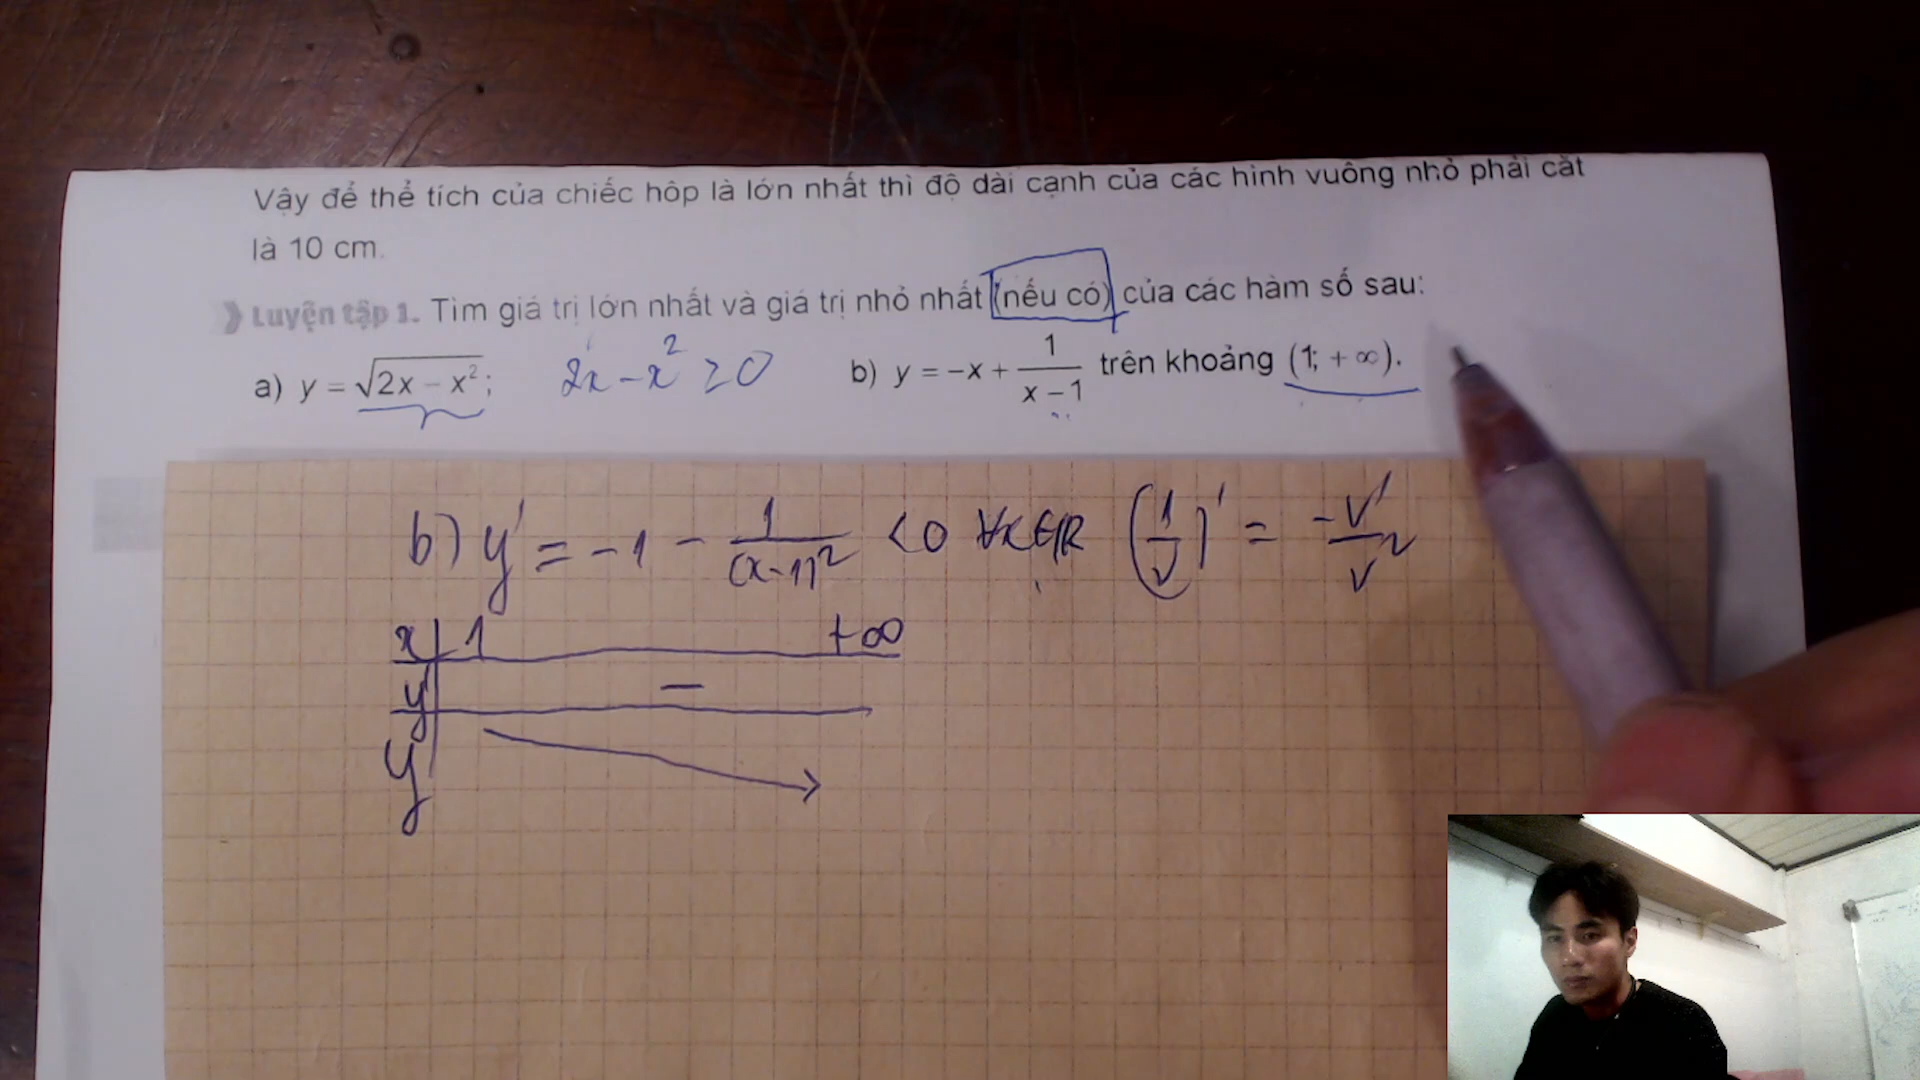 Vậy để thể tích của chiếc hộp là lớn nhất thì độ dài cạnh của các hình vuông nhỏ phải cắt
là 10 cm.
Luyện tập 1. Tìm giá trị lớn nhất và giá trị nhỏ nhất (nếu có) của các hàm số sau:
a) y = √(2x − x²); 2x − x² ≥ 0 b) y = −x + 1/(x − 1) trên khoảng (1; +∞).
b) y' = −1 − 1/(x−1)² < 0 ∀x∈ℝ (1/v)' = −v'/v²
x 1 +∞
y' −
y